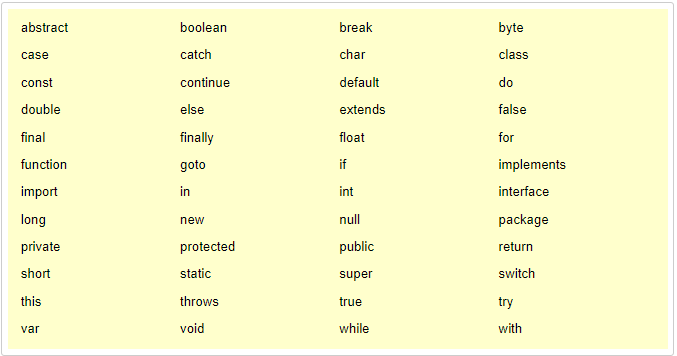 abstract boolean break byte
case catch char class
const continue default do
double else extends false
final finally float for
function goto if implements
import in int interface
long new null package
private protected public return
short static super switch
this throws true try
var void while with